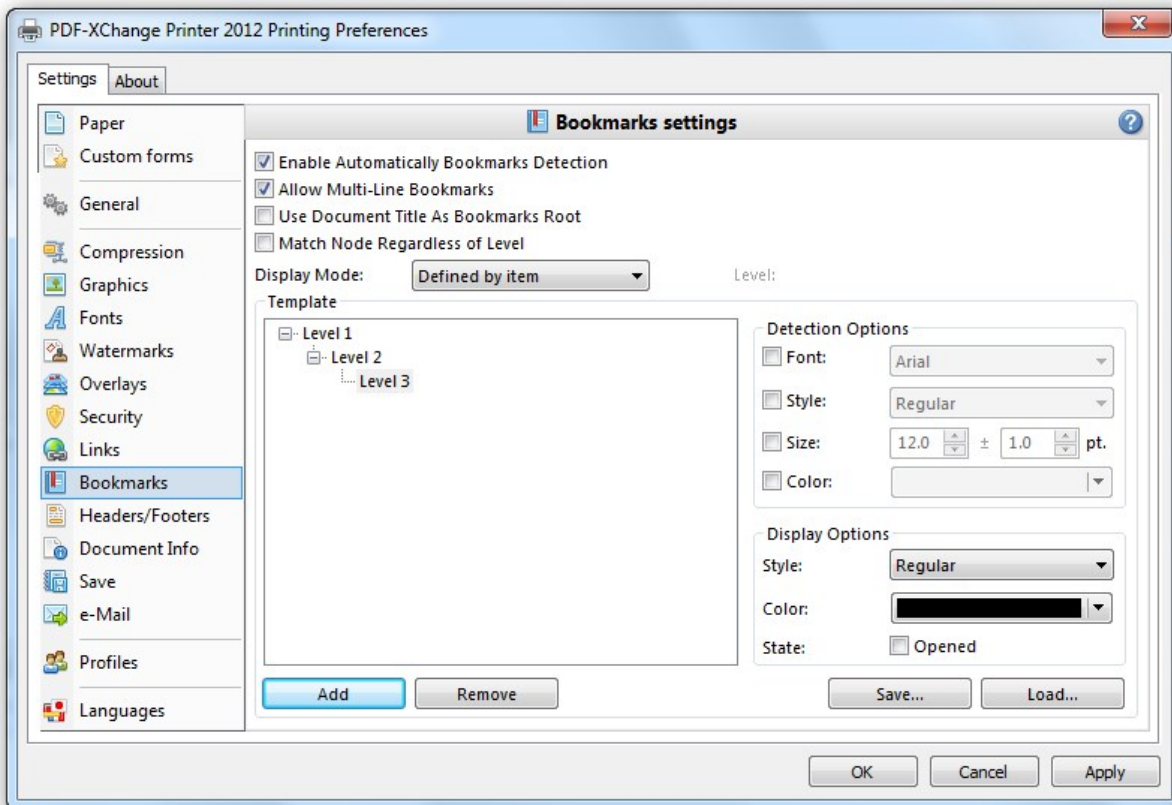 PDF-XChange Printer 2012 Printing Preferences
Settings About
Paper
Custom forms
General
Compression
Graphics
Fonts
Watermarks
Overlays
Security
Links
Bookmarks
Headers/Footers
Document Info
Save
e-Mail
Profiles
Languages
Bookmarks settings
Enable Automatically Bookmarks Detection
Allow Multi-Line Bookmarks
Use Document Title As Bookmarks Root
Match Node Regardless of Level
Display Mode: Defined by item Level:
Template
Level 1
Level 2
Level 3
Detection Options
Font: Arial
Style: Regular
Size: 12.0 ± 1.0 pt.
Color:
Display Options
Style: Regular
Color:
State: Opened
Add Remove Save... Load...
OK Cancel Apply